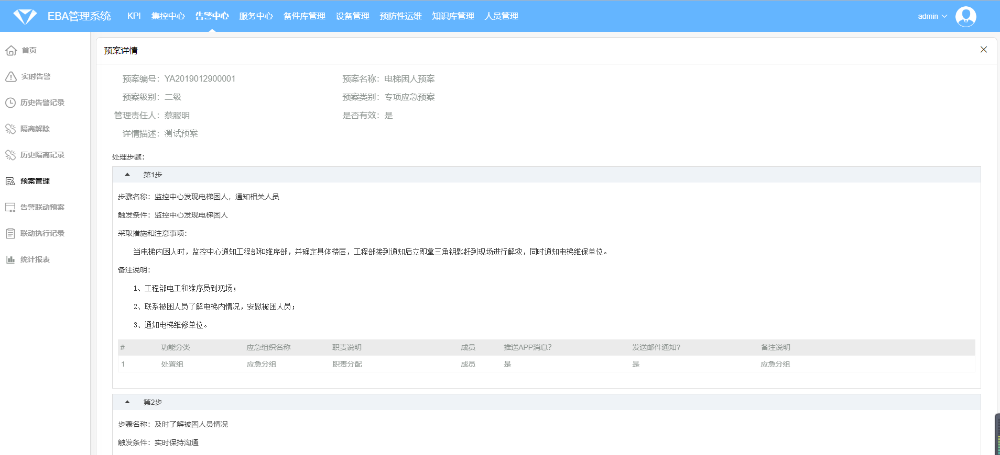 EBA管理系统 KPI 集控中心 告警中心 服务中心 备件库管理 设备管理 预防性运维 知识库管理 人员管理 admin
首页
实时告警
历史告警记录
隔离解除
历史隔离记录
预案管理
告警联动预案
联动执行记录
统计报表
预案详情
预案编号：YA2019012900001 预案名称：电梯困人预案
预案级别：二级 预案类别：专项应急预案
管理责任人：蔡服明 是否有效：是
详情描述：测试预案
处理步骤：
第1步
步骤名称：监控中心发现电梯困人，通知相关人员
触发条件：监控中心发现电梯困人
采取措施和注意事项：
当电梯内困人时，监控中心通知工程部和维序部，并确定具体楼层，工程部接到通知后立即拿三角钥匙赶到现场进行解救，同时通知电梯维保单位。
备注说明：
1、工程部电工和维序员到现场；
2、联系被困人员了解电梯内情况，安慰被困人员；
3、通知电梯维修单位。
# 功能分类 应急组织名称 职责说明 成员 推送APP消息? 发送邮件通知? 备注说明
1 处置组 应急分组 职责分配 成员 是 是 应急分组
第2步
步骤名称：及时了解被困人员情况
触发条件：实时保持沟通